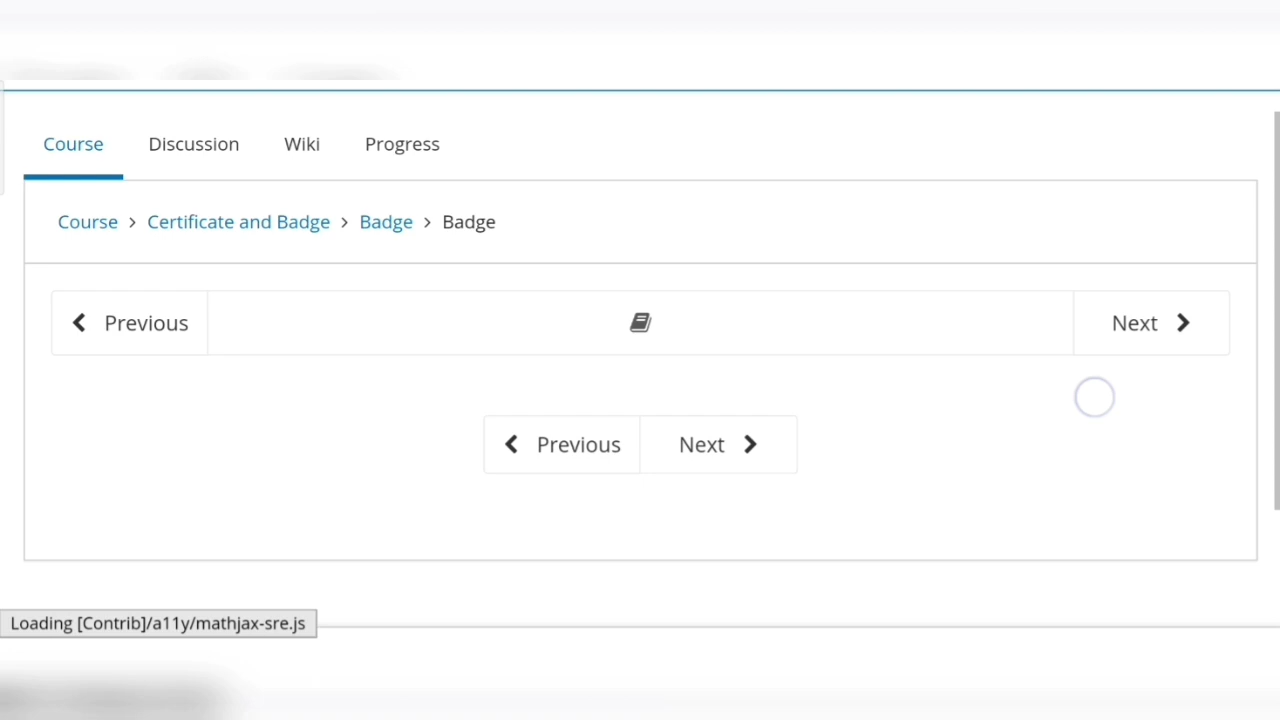 Course Discussion Wiki Progress
Course > Certificate and Badge > Badge > Badge
Previous Next
Previous Next
Loading [Contrib]/a11y/mathjax-sre.js